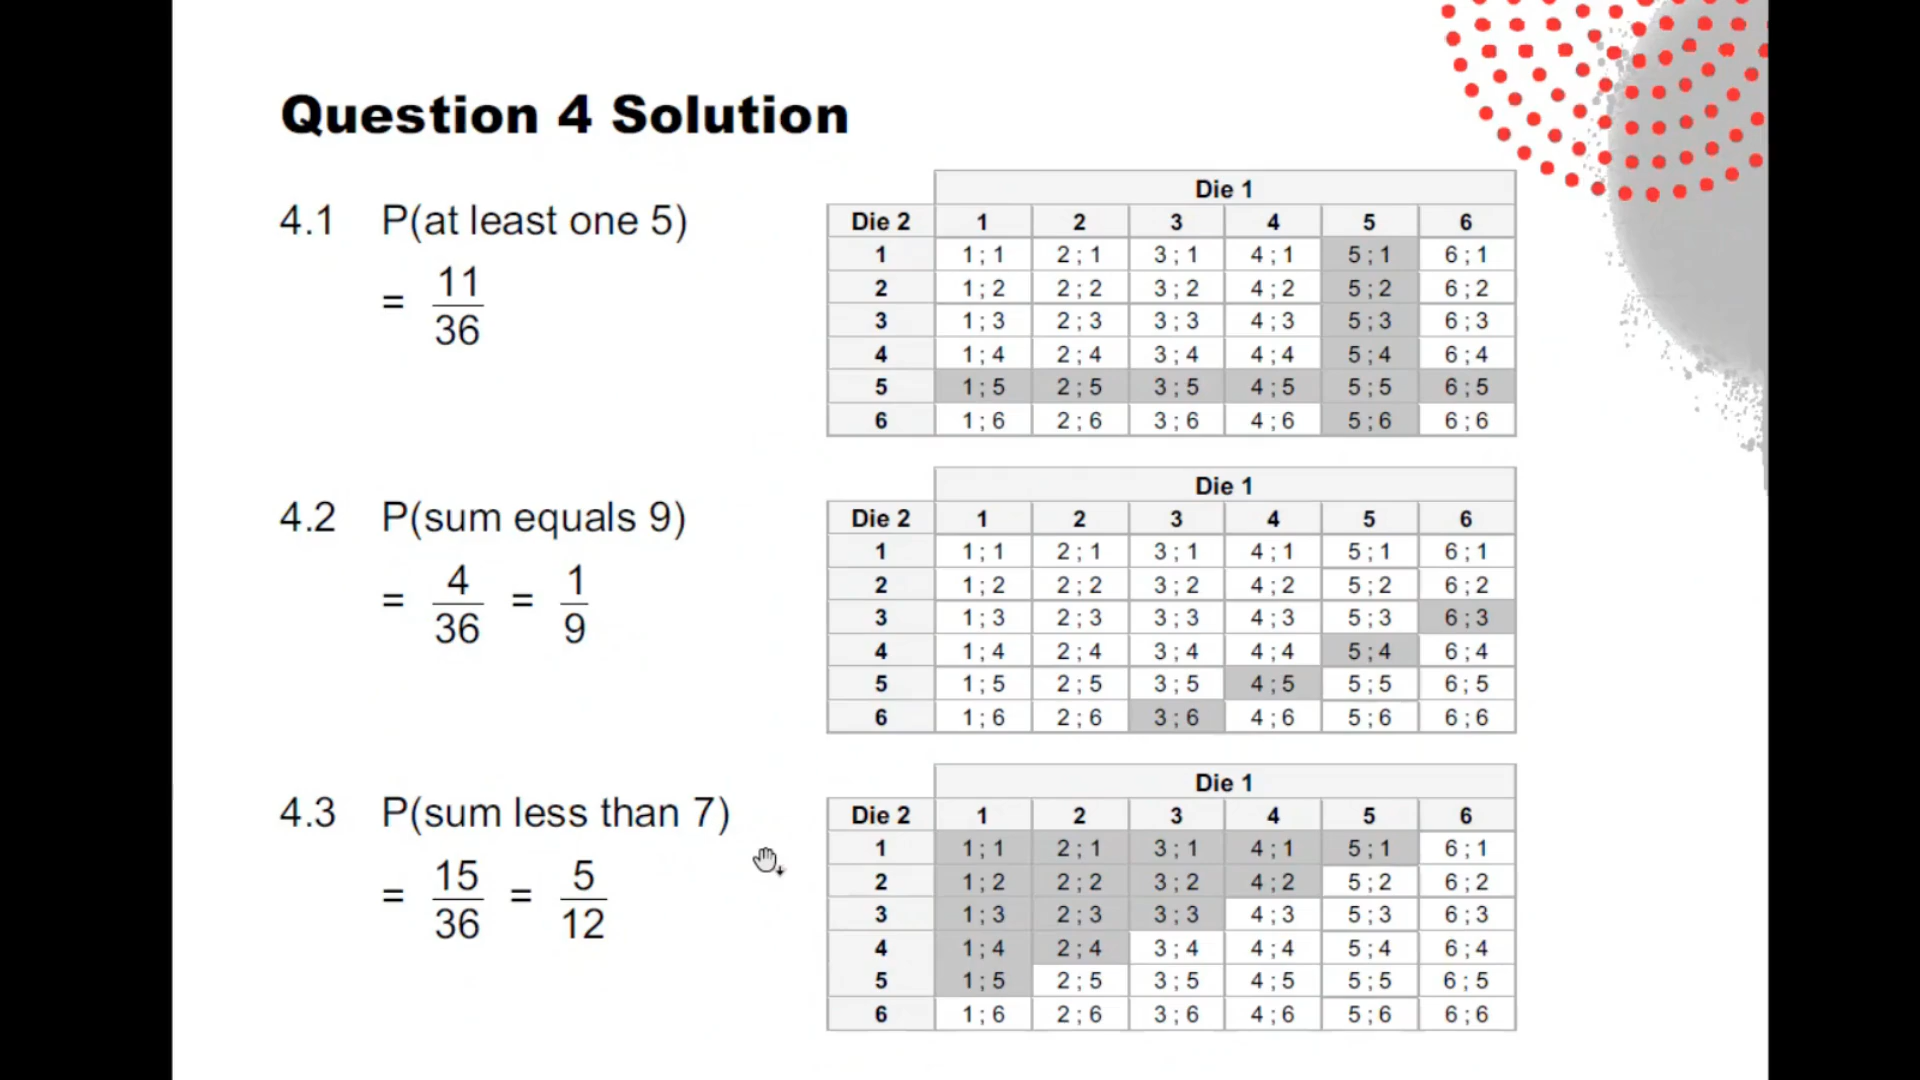 Question 4 Solution
4.1 P(at least one 5)
= 11/36
Die 1
Die 2 1 2 3 4 5 6
1 1 ; 1 2 ; 1 3 ; 1 4 ; 1 5 ; 1 6 ; 1
2 1 ; 2 2 ; 2 3 ; 2 4 ; 2 5 ; 2 6 ; 2
3 1 ; 3 2 ; 3 3 ; 3 4 ; 3 5 ; 3 6 ; 3
4 1 ; 4 2 ; 4 3 ; 4 4 ; 4 5 ; 4 6 ; 4
5 1 ; 5 2 ; 5 3 ; 5 4 ; 5 5 ; 5 6 ; 5
6 1 ; 6 2 ; 6 3 ; 6 4 ; 6 5 ; 6 6 ; 6
4.2 P(sum equals 9)
= 4/36 = 1/9
Die 1
Die 2 1 2 3 4 5 6
1 1 ; 1 2 ; 1 3 ; 1 4 ; 1 5 ; 1 6 ; 1
2 1 ; 2 2 ; 2 3 ; 2 4 ; 2 5 ; 2 6 ; 2
3 1 ; 3 2 ; 3 3 ; 3 4 ; 3 5 ; 3 6 ; 3
4 1 ; 4 2 ; 4 3 ; 4 4 ; 4 5 ; 4 6 ; 4
5 1 ; 5 2 ; 5 3 ; 5 4 ; 5 5 ; 5 6 ; 5
6 1 ; 6 2 ; 6 3 ; 6 4 ; 6 5 ; 6 6 ; 6
4.3 P(sum less than 7)
= 15/36 = 5/12
Die 1
Die 2 1 2 3 4 5 6
1 1 ; 1 2 ; 1 3 ; 1 4 ; 1 5 ; 1 6 ; 1
2 1 ; 2 2 ; 2 3 ; 2 4 ; 2 5 ; 2 6 ; 2
3 1 ; 3 2 ; 3 3 ; 3 4 ; 3 5 ; 3 6 ; 3
4 1 ; 4 2 ; 4 3 ; 4 4 ; 4 5 ; 4 6 ; 4
5 1 ; 5 2 ; 5 3 ; 5 4 ; 5 5 ; 5 6 ; 5
6 1 ; 6 2 ; 6 3 ; 6 4 ; 6 5 ; 6 6 ; 6